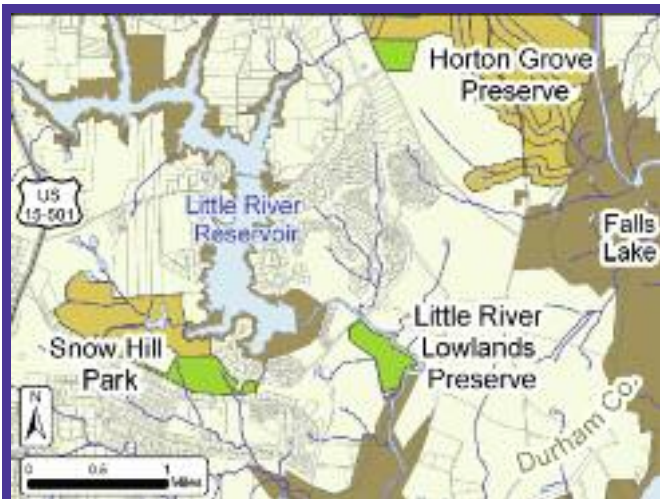 Horton Grove
Preserve
US
15-501
Little River
Reservoir
Falls
Lake
Little River
Lowlands
Preserve
Snow Hill
Park
N
Durham Co.
0 0.5 1
Miles